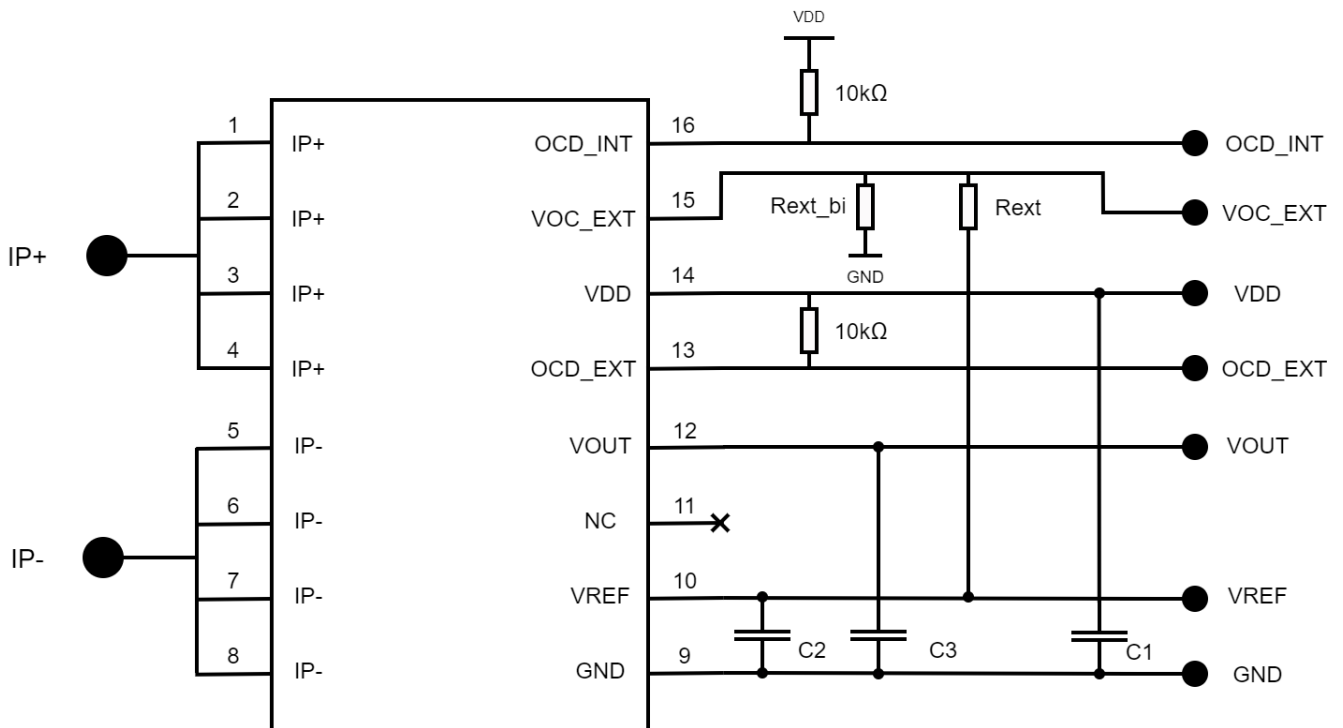 VDD
10kΩ
1 IP+ OCD_INT 16 OCD_INT
2 IP+ VOC_EXT 15 Rext_bi Rext VOC_EXT
IP+
GND
3 IP+ VDD 14 VDD
10kΩ
4 IP+ OCD_EXT 13 OCD_EXT
5 IP- VOUT 12 VOUT
6 IP- NC 11
IP-
7 IP- VREF 10 VREF
C2 C3 C1
8 IP- GND 9 GND